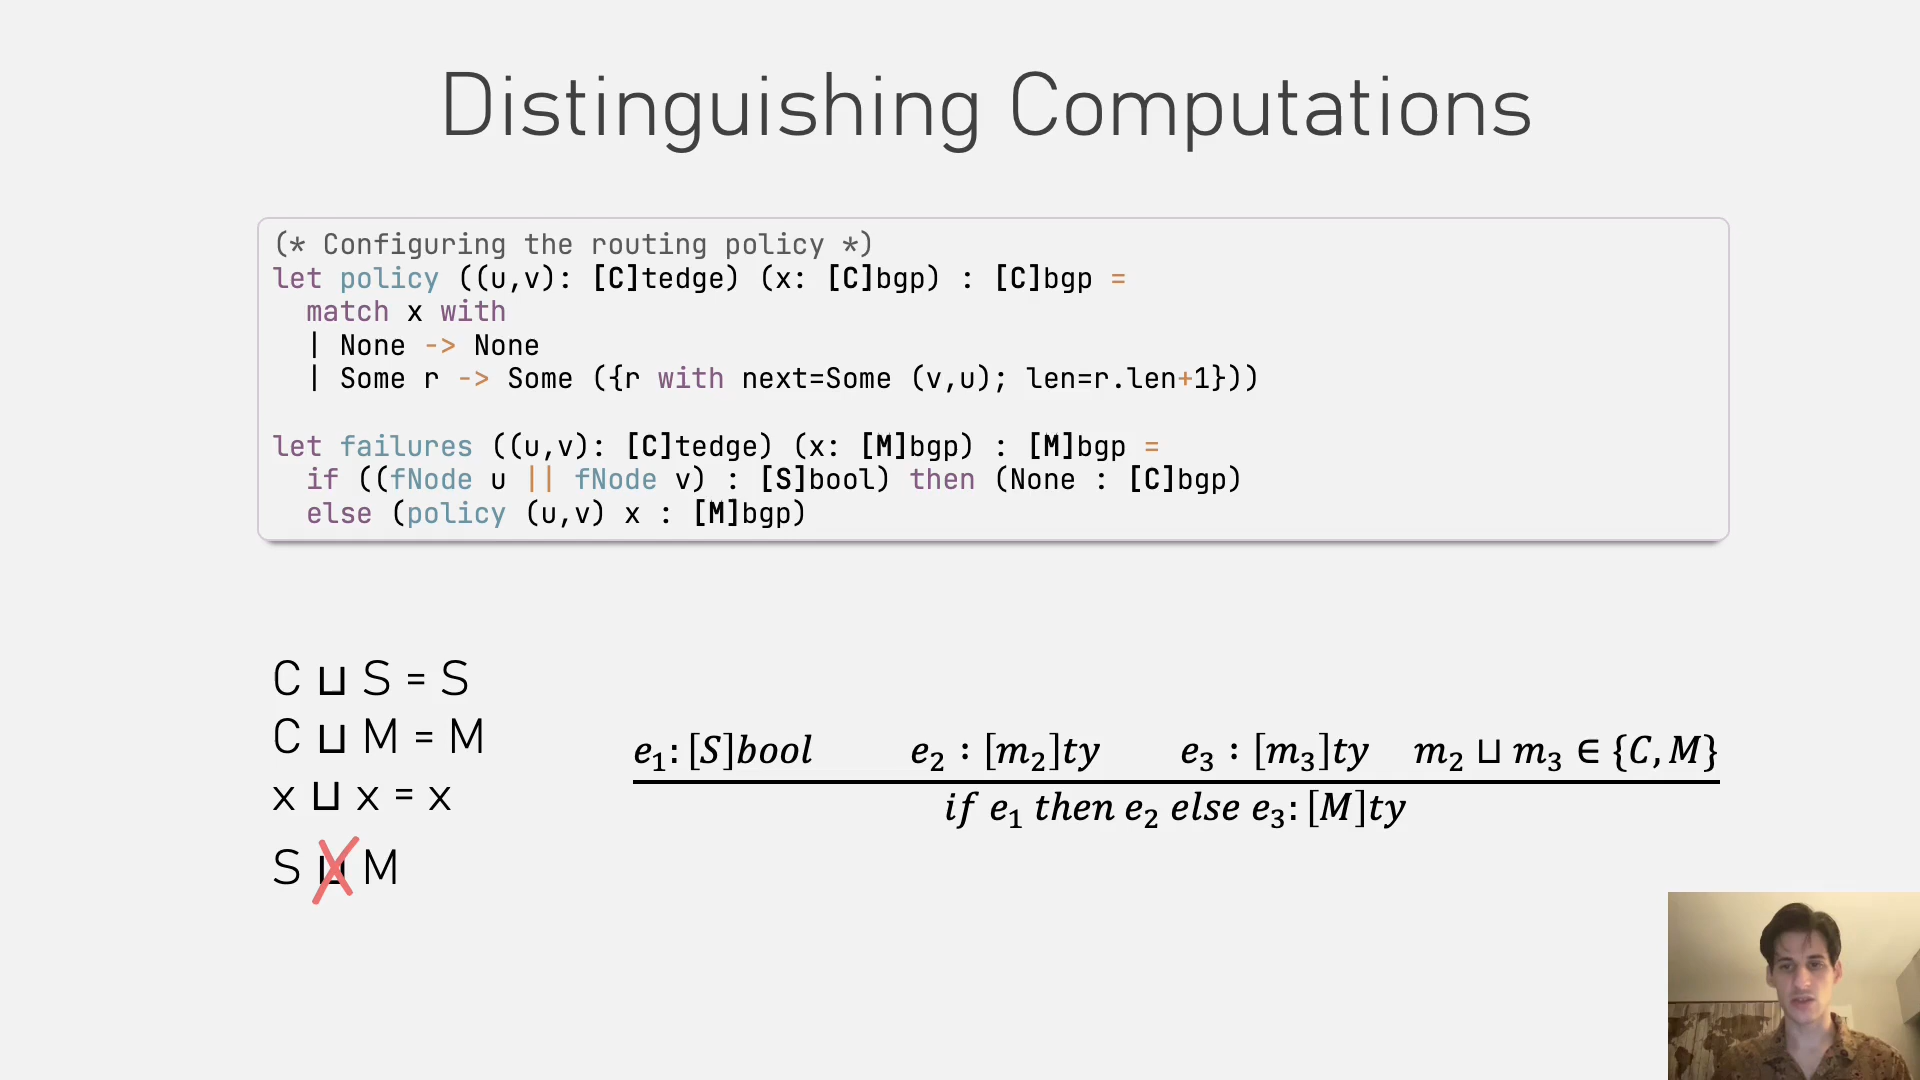 Distinguishing Computations
(* Configuring the routing policy *)
let policy ((u,v): [C]tedge) (x: [C]bgp) : [C]bgp =
  match x with
  | None -> None
  | Some r -> Some ({r with next=Some (v,u); len=r.len+1}))
let failures ((u,v): [C]tedge) (x: [M]bgp) : [M]bgp =
  if ((fNode u || fNode v) : [S]bool) then (None : [C]bgp)
  else (policy (u,v) x : [M]bgp)
C ⊔ S = S
C ⊔ M = M
x ⊔ x = x
S ⊔ M
e₁: [S]bool e₂ : [m₂]ty e₃ : [m₃]ty m₂ ⊔ m₃ ∈ {C, M}
if e₁ then e₂ else e₃: [M]ty